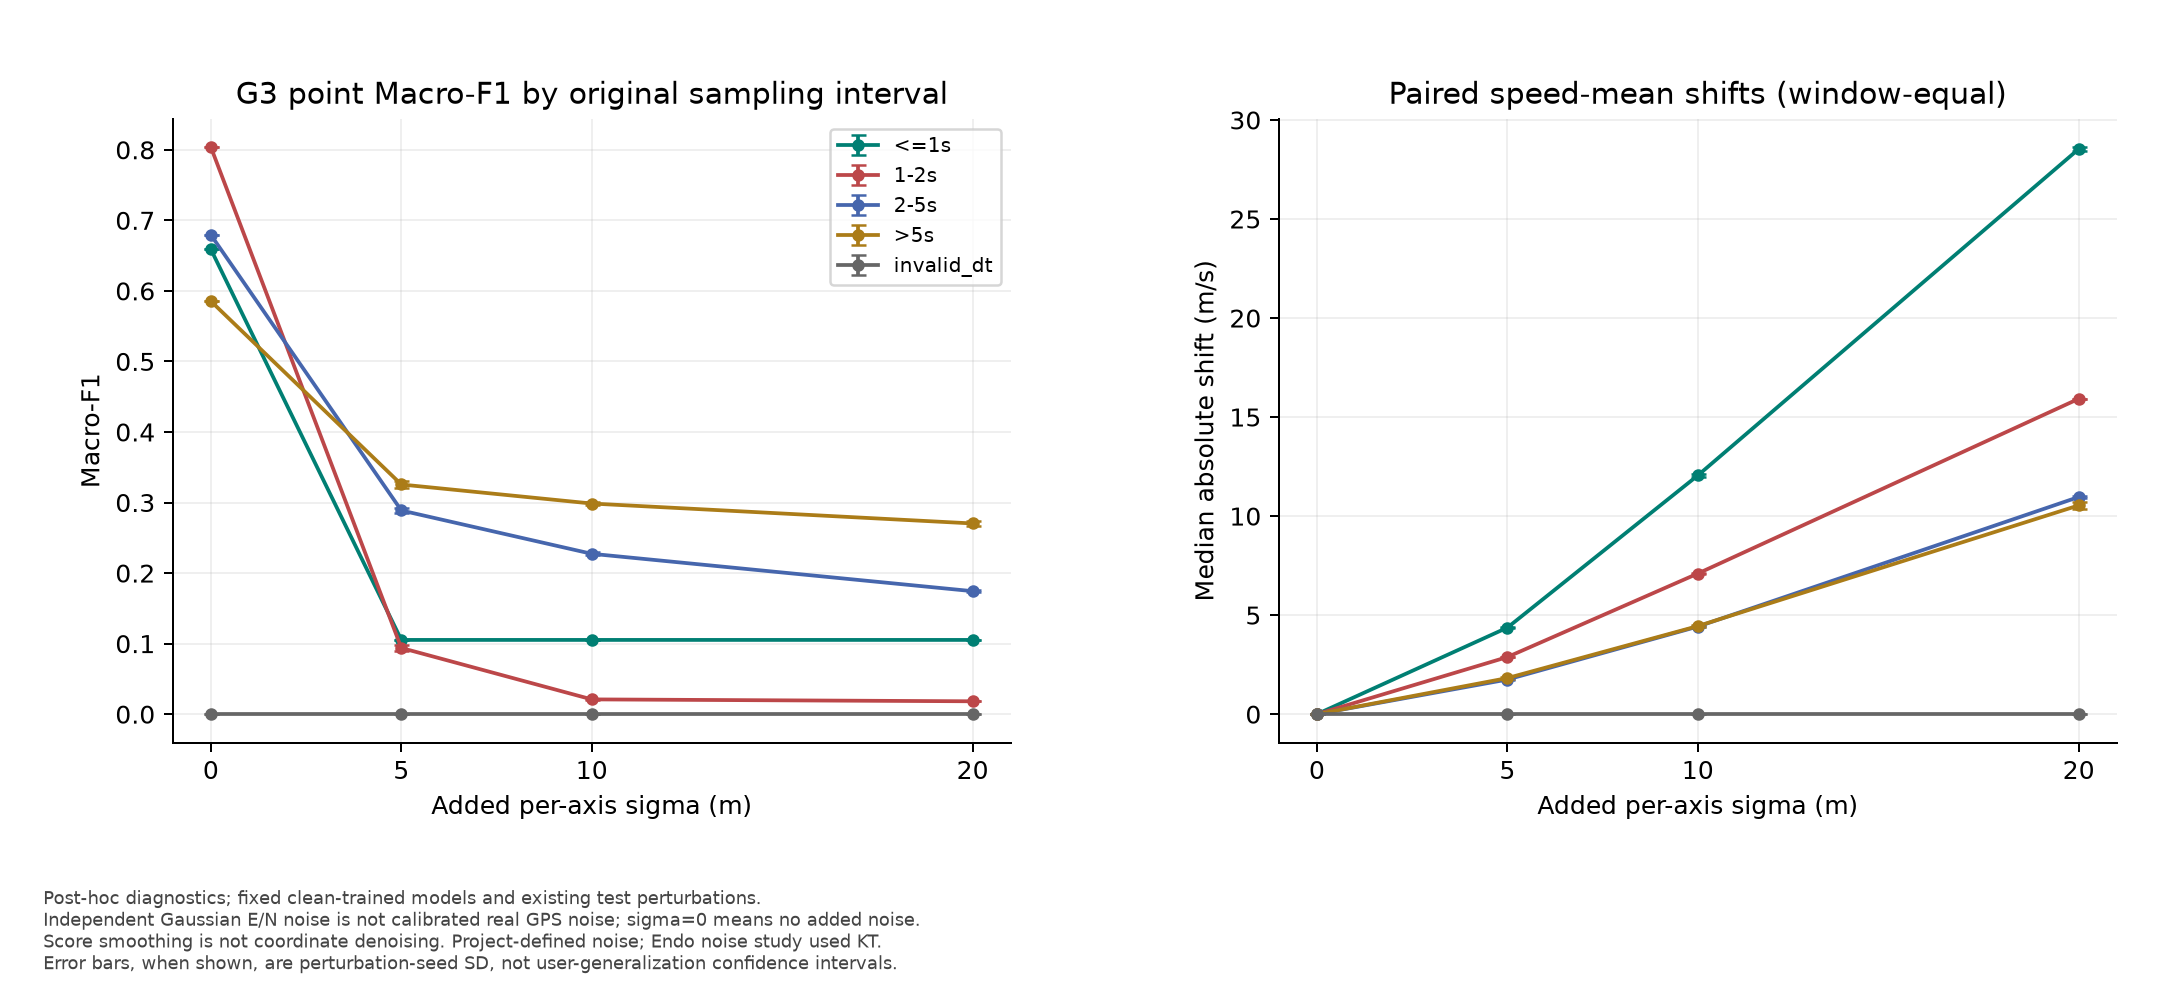 G3 point Macro-F1 by original sampling interval
Macro-F1
0.8
0.7
0.6
0.5
0.4
0.3
0.2
0.1
0.0
0 5 10 20
Added per-axis sigma (m)
<=1s
1-2s
2-5s
>5s
invalid_dt
Paired speed-mean shifts (window-equal)
Median absolute shift (m/s)
30
25
20
15
10
5
0
0 5 10 20
Added per-axis sigma (m)
Post-hoc diagnostics; fixed clean-trained models and existing test perturbations.
Independent Gaussian E/N noise is not calibrated real GPS noise; sigma=0 means no added noise.
Score smoothing is not coordinate denoising. Project-defined noise; Endo noise study used KT.
Error bars, when shown, are perturbation-seed SD, not user-generalization confidence intervals.